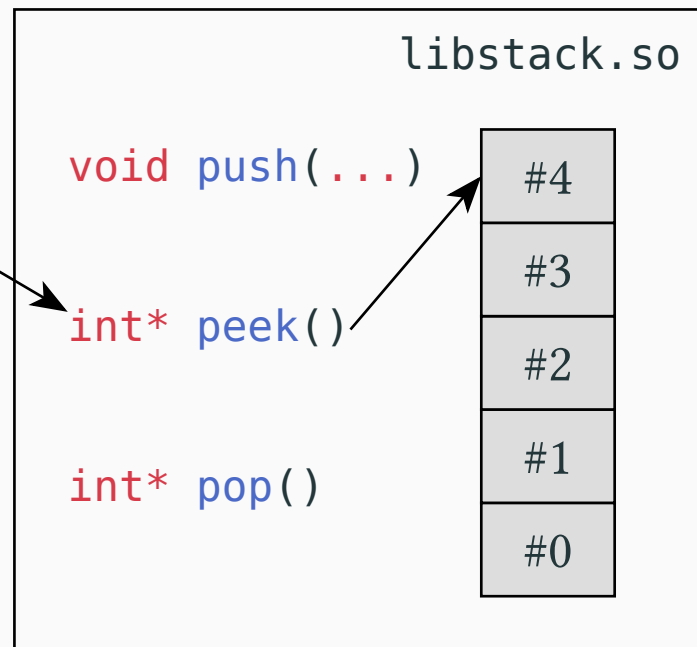 libstack.so
void push(...)
int* peek()
int* pop()
#4
#3
#2
#1
#0